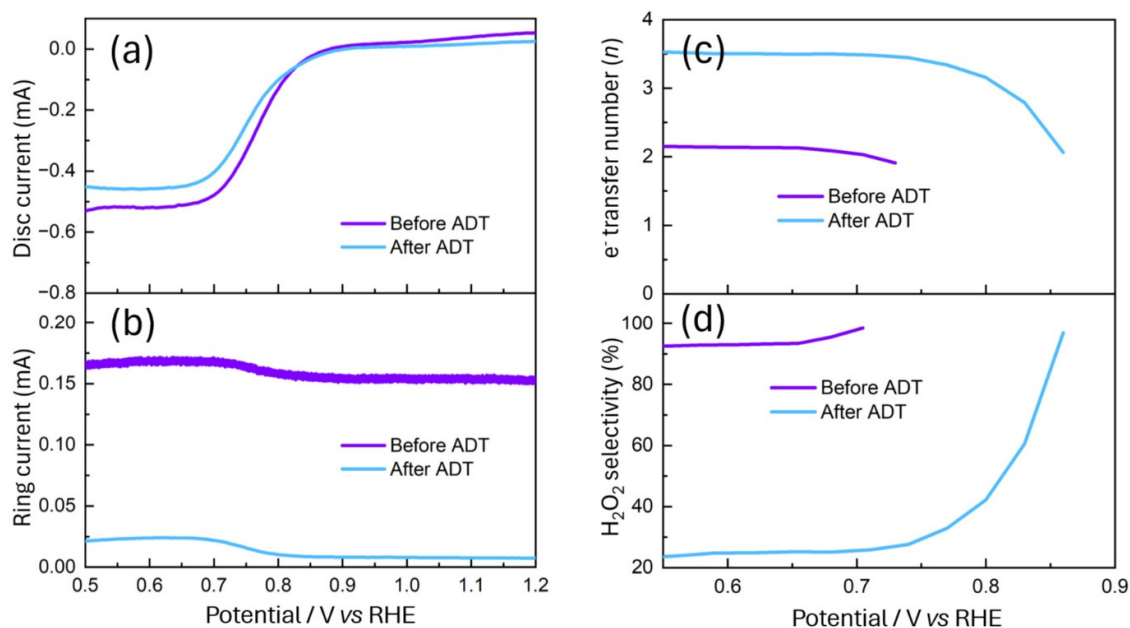 (a)
Disc current (mA)
0.0
−0.2
−0.4
−0.6
−0.8
Before ADT
After ADT
(b)
Ring current (mA)
0.20
0.15
0.10
0.05
0.00
Before ADT
After ADT
0.5 0.6 0.7 0.8 0.9 1.0 1.1 1.2
Potential / V vs RHE
(c)
e⁻ transfer number (n)
4
3
2
1
0
Before ADT
After ADT
(d)
H₂O₂ selectivity (%)
100
80
60
40
20
Before ADT
After ADT
0.6 0.7 0.8 0.9
Potential / V vs RHE